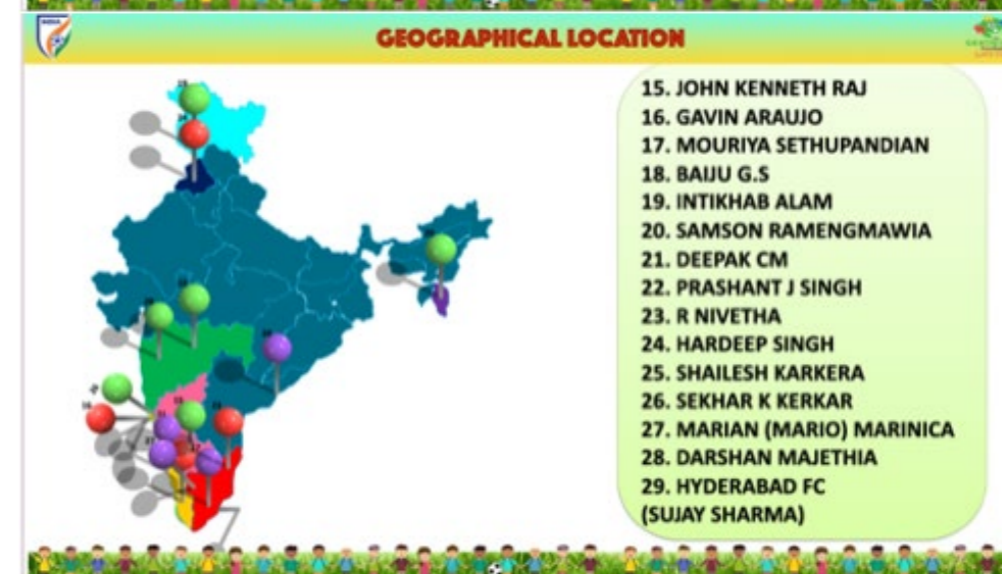 INDIA
GEOGRAPHICAL LOCATION
15. JOHN KENNETH RAJ
16. GAVIN ARAUJO
17. MOURIYA SETHUPANDIAN
18. BAIJU G.S
19. INTIKHAB ALAM
20. SAMSON RAMENGMAWIA
21. DEEPAK CM
22. PRASHANT J SINGH
23. R NIVETHA
24. HARDEEP SINGH
25. SHAILESH KARKERA
26. SEKHAR K KERKAR
27. MARIAN (MARIO) MARINICA
28. DARSHAN MAJETHIA
29. HYDERABAD FC
(SUJAY SHARMA)